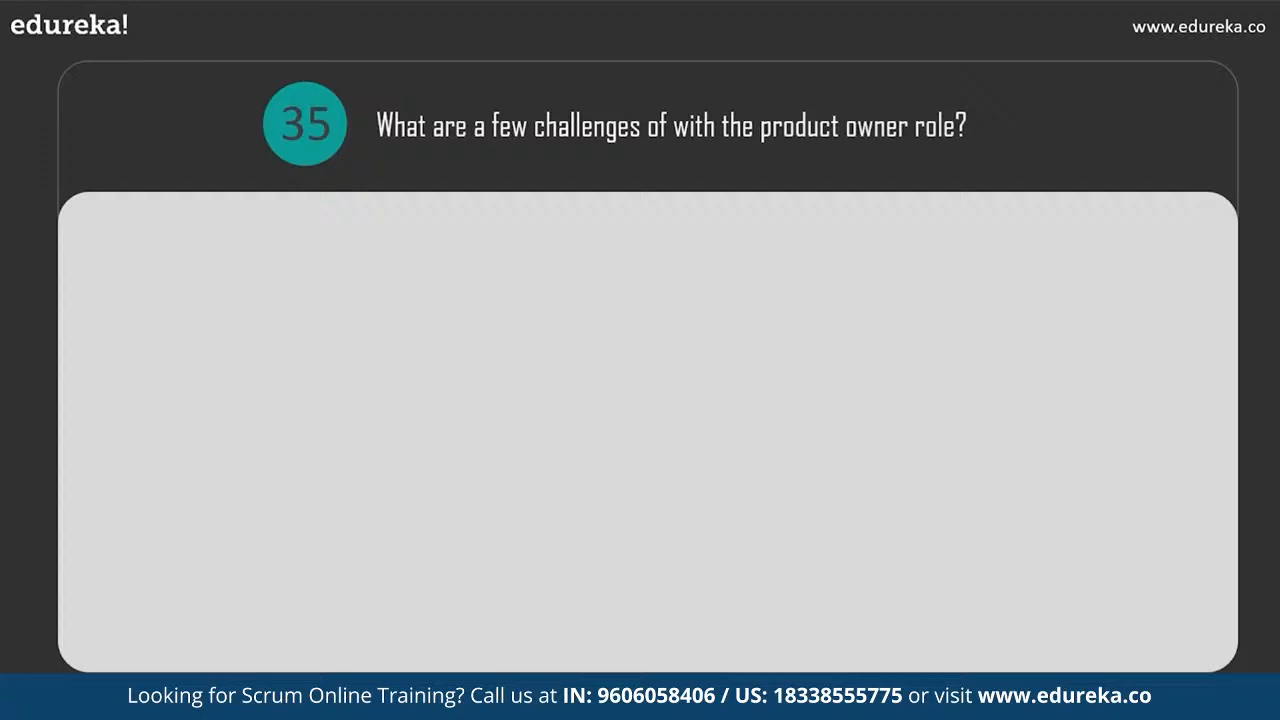 edureka!
www.edureka.co
35
What are a few challenges of with the product owner role?
Looking for Scrum Online Training? Call us at IN: 9606058406 / US: 18338555775 or visit www.edureka.co